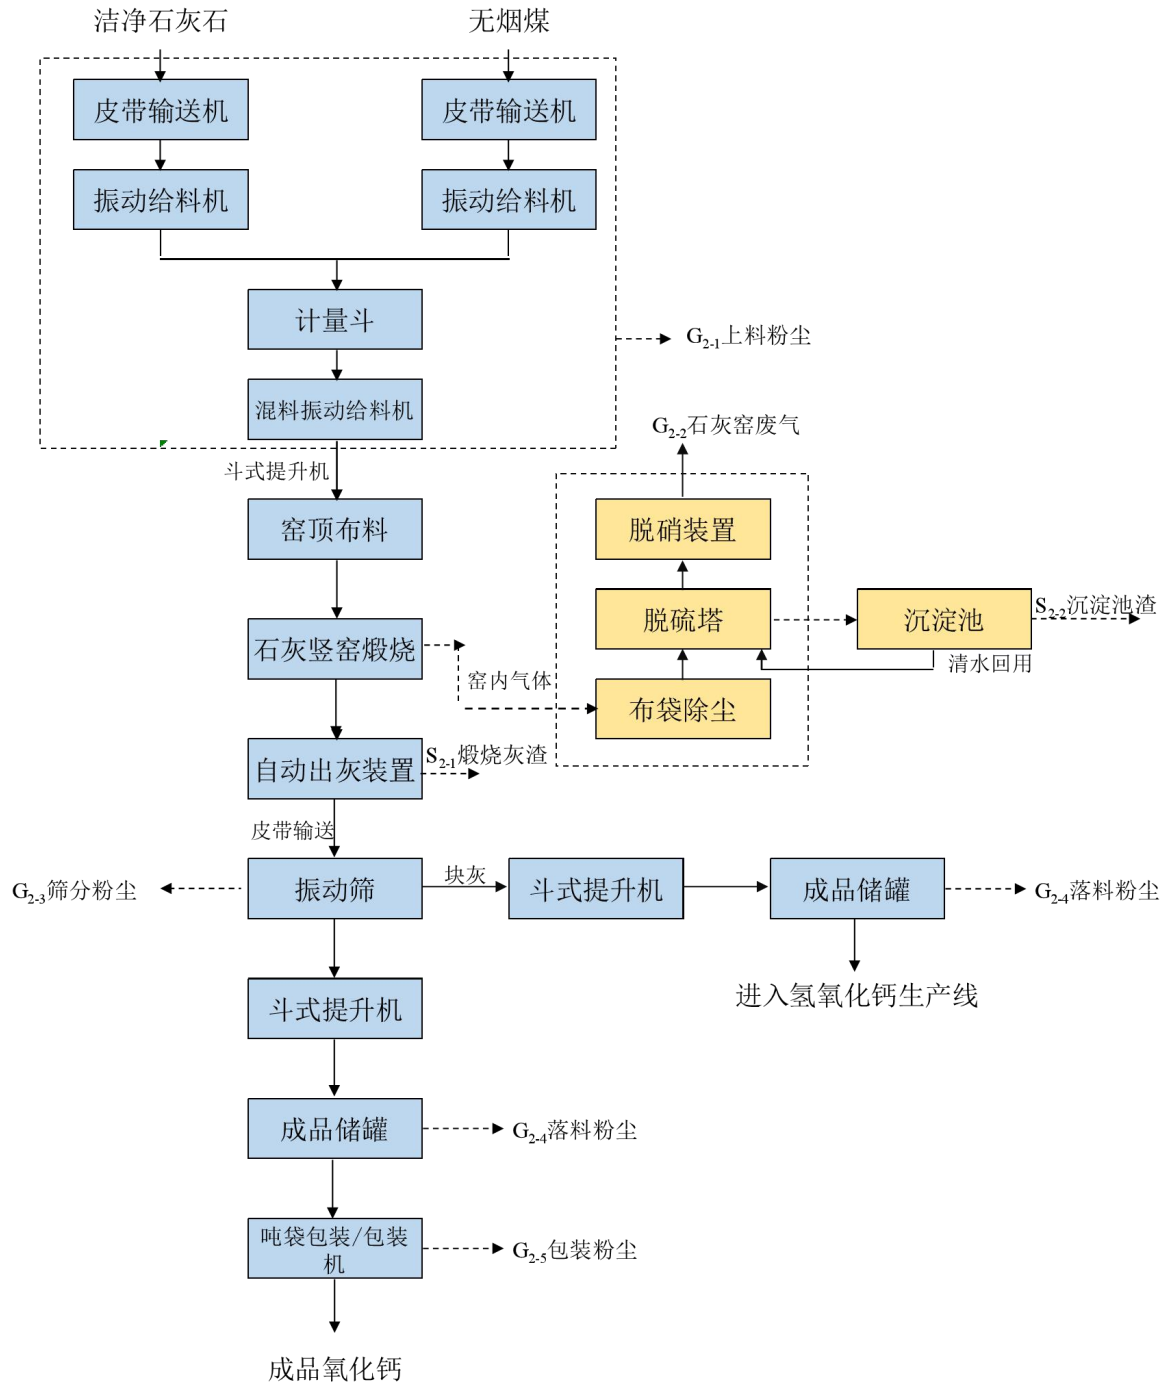 洁净石灰石
无烟煤
皮带输送机
皮带输送机
振动给料机
振动给料机
计量斗
G2-1上料粉尘
混料振动给料机
G2-2石灰窑废气
斗式提升机
窑顶布料
脱硝装置
石灰竖窑煅烧
脱硫塔
沉淀池
S2-2沉淀池渣
清水回用
窑内气体
布袋除尘
自动出灰装置
S2-1煅烧灰渣
皮带输送
G2-3筛分粉尘
振动筛
块灰
斗式提升机
成品储罐
G2-4落料粉尘
进入氢氧化钙生产线
斗式提升机
成品储罐
G2-4落料粉尘
吨袋包装/包装
机
G2-5包装粉尘
成品氧化钙